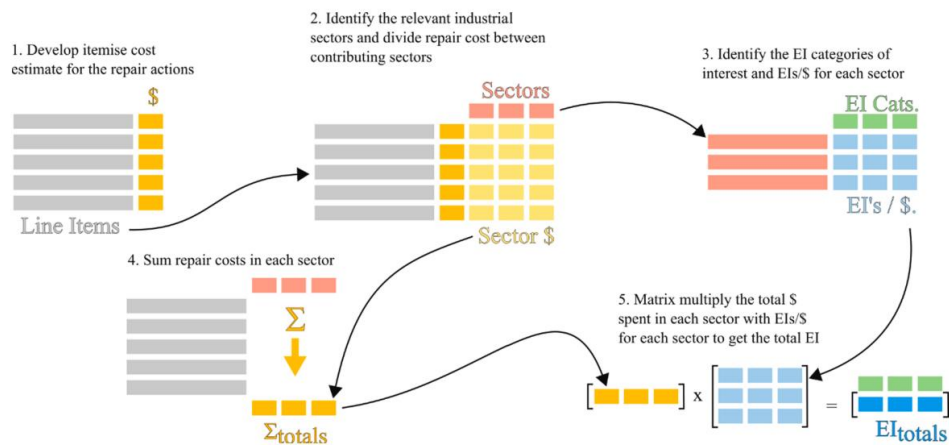 1. Develop itemise cost
estimate for the repair actions
$
Line Items
2. Identify the relevant industrial
sectors and divide repair cost between
contributing sectors
Sectors
Sector $
3. Identify the EI categories of
interest and EIs/$ for each sector
EI Cats.
EI's / $.
4. Sum repair costs in each sector
Σ
Σtotals
5. Matrix multiply the total $
spent in each sector with EIs/$
for each sector to get the total EI
[ ] x [ ] = [ ]
EItotals